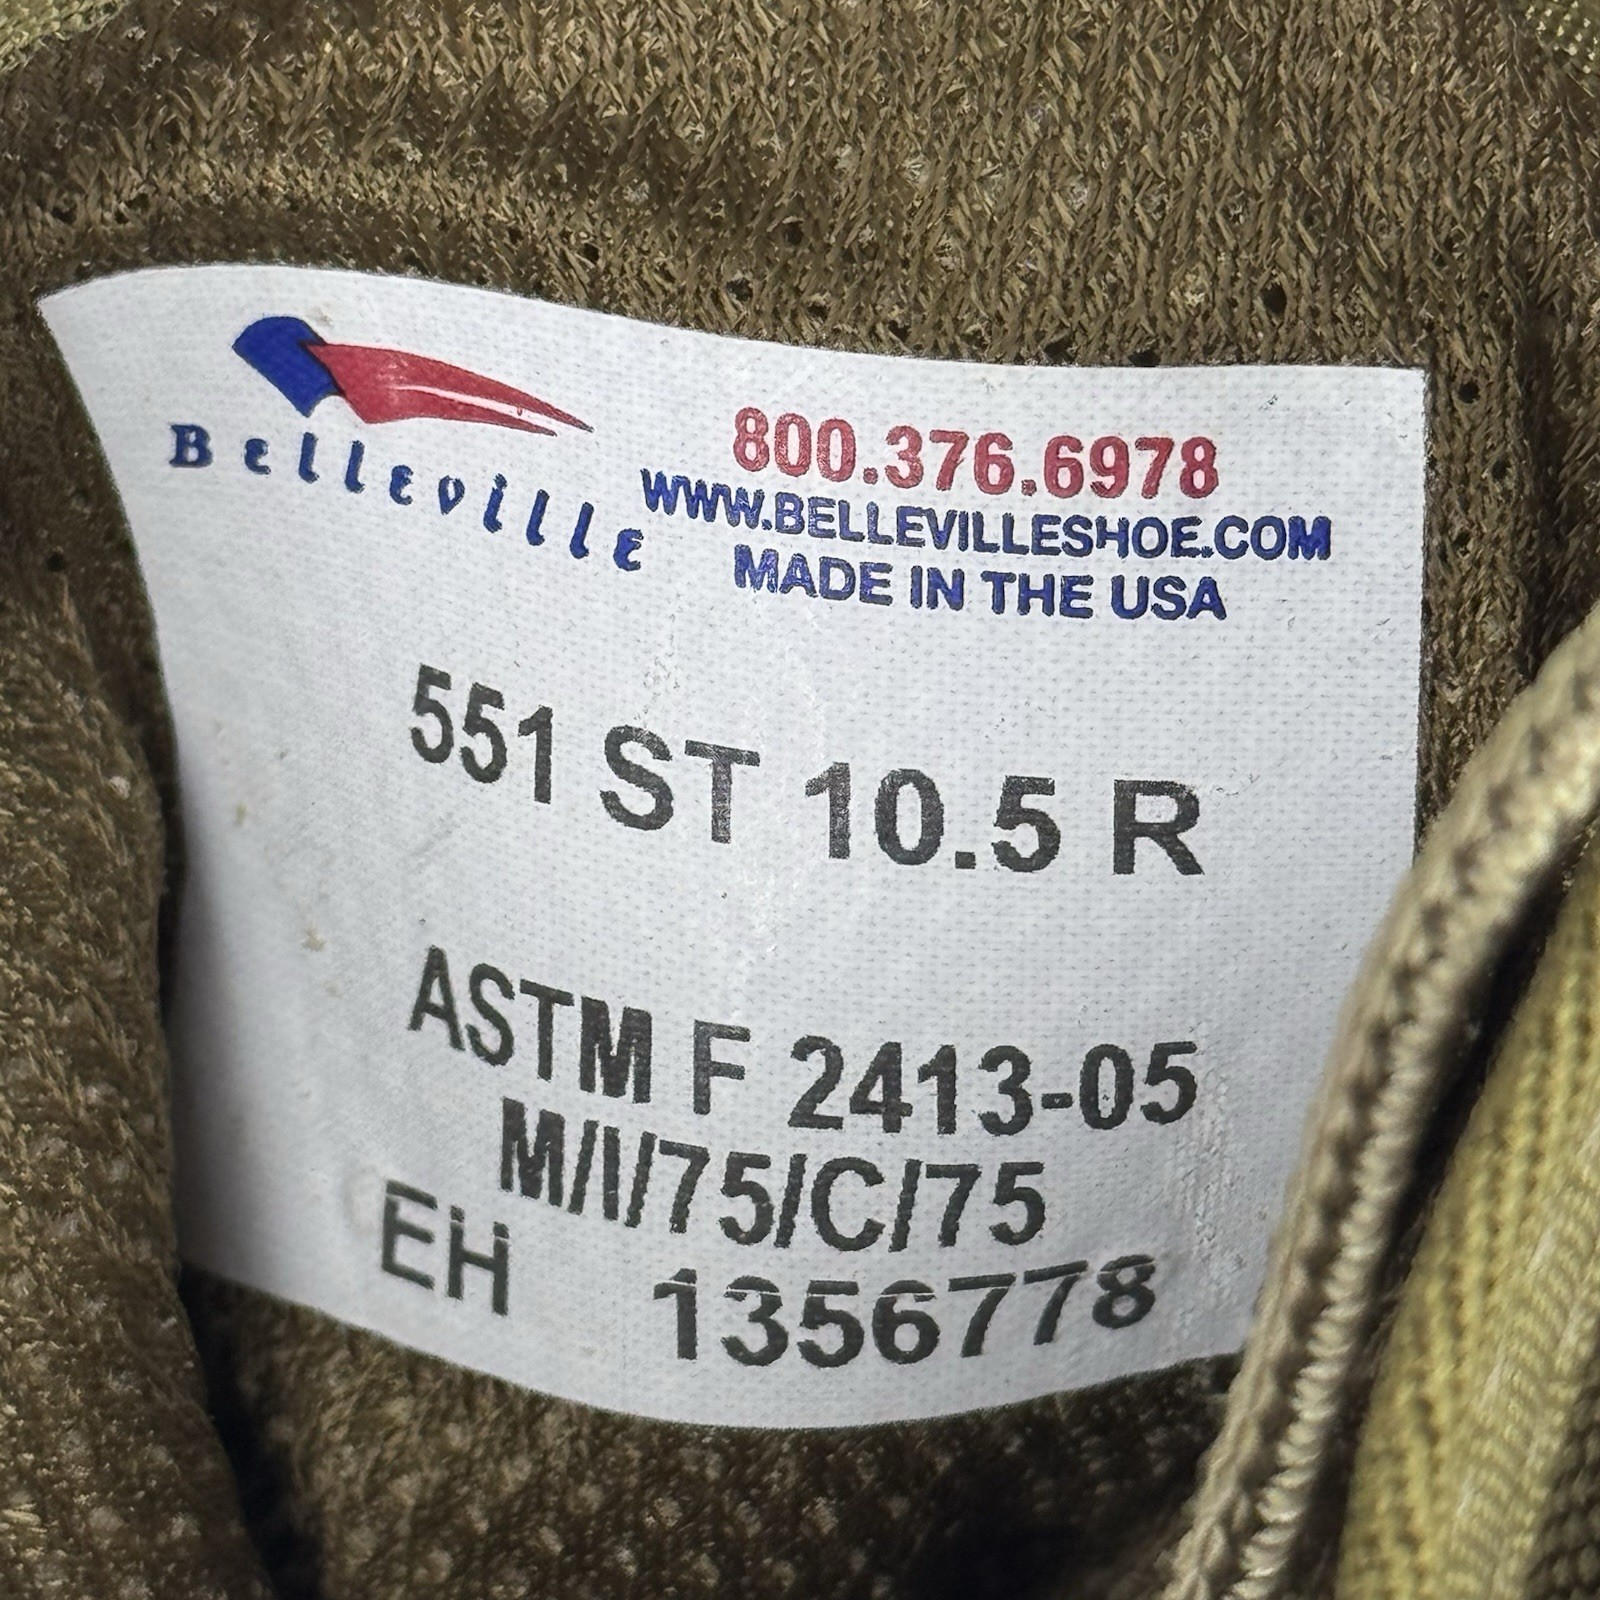 Belleville
800.376.6978
WWW.BELLEVILLESHOE.COM
MADE IN THE USA
551 ST 10.5 R
ASTM F 2413-05
M/I/75/C/75
EH 1356778